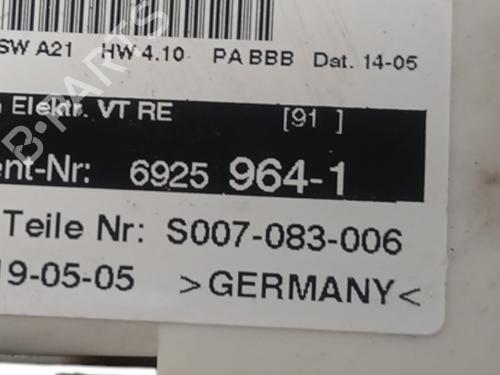 SW A21 HW 4.10 PA BBB Dat. 14-05
Elektr. VT RE [91 ]
ent-Nr: 6925 964-1
Teile Nr: S007-083-006
19-05-05 >GERMANY<
B-PARTS